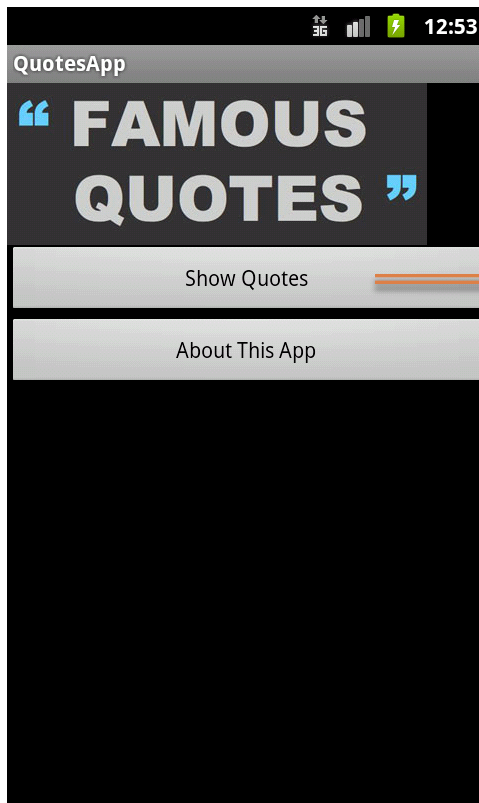 3G 12:53
QuotesApp
“ FAMOUS
QUOTES ”
Show Quotes
About This App